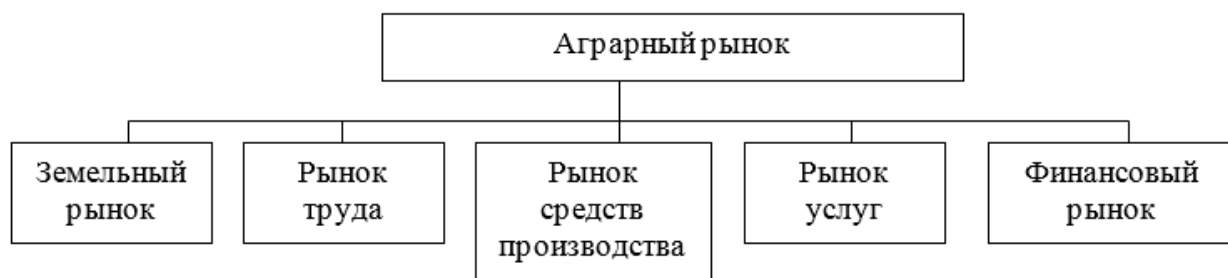 Аграрный рынок
Земельный
рынок
Рынок
труда
Рынок
средств
производства
Рынок
услуг
Финансовый
рынок